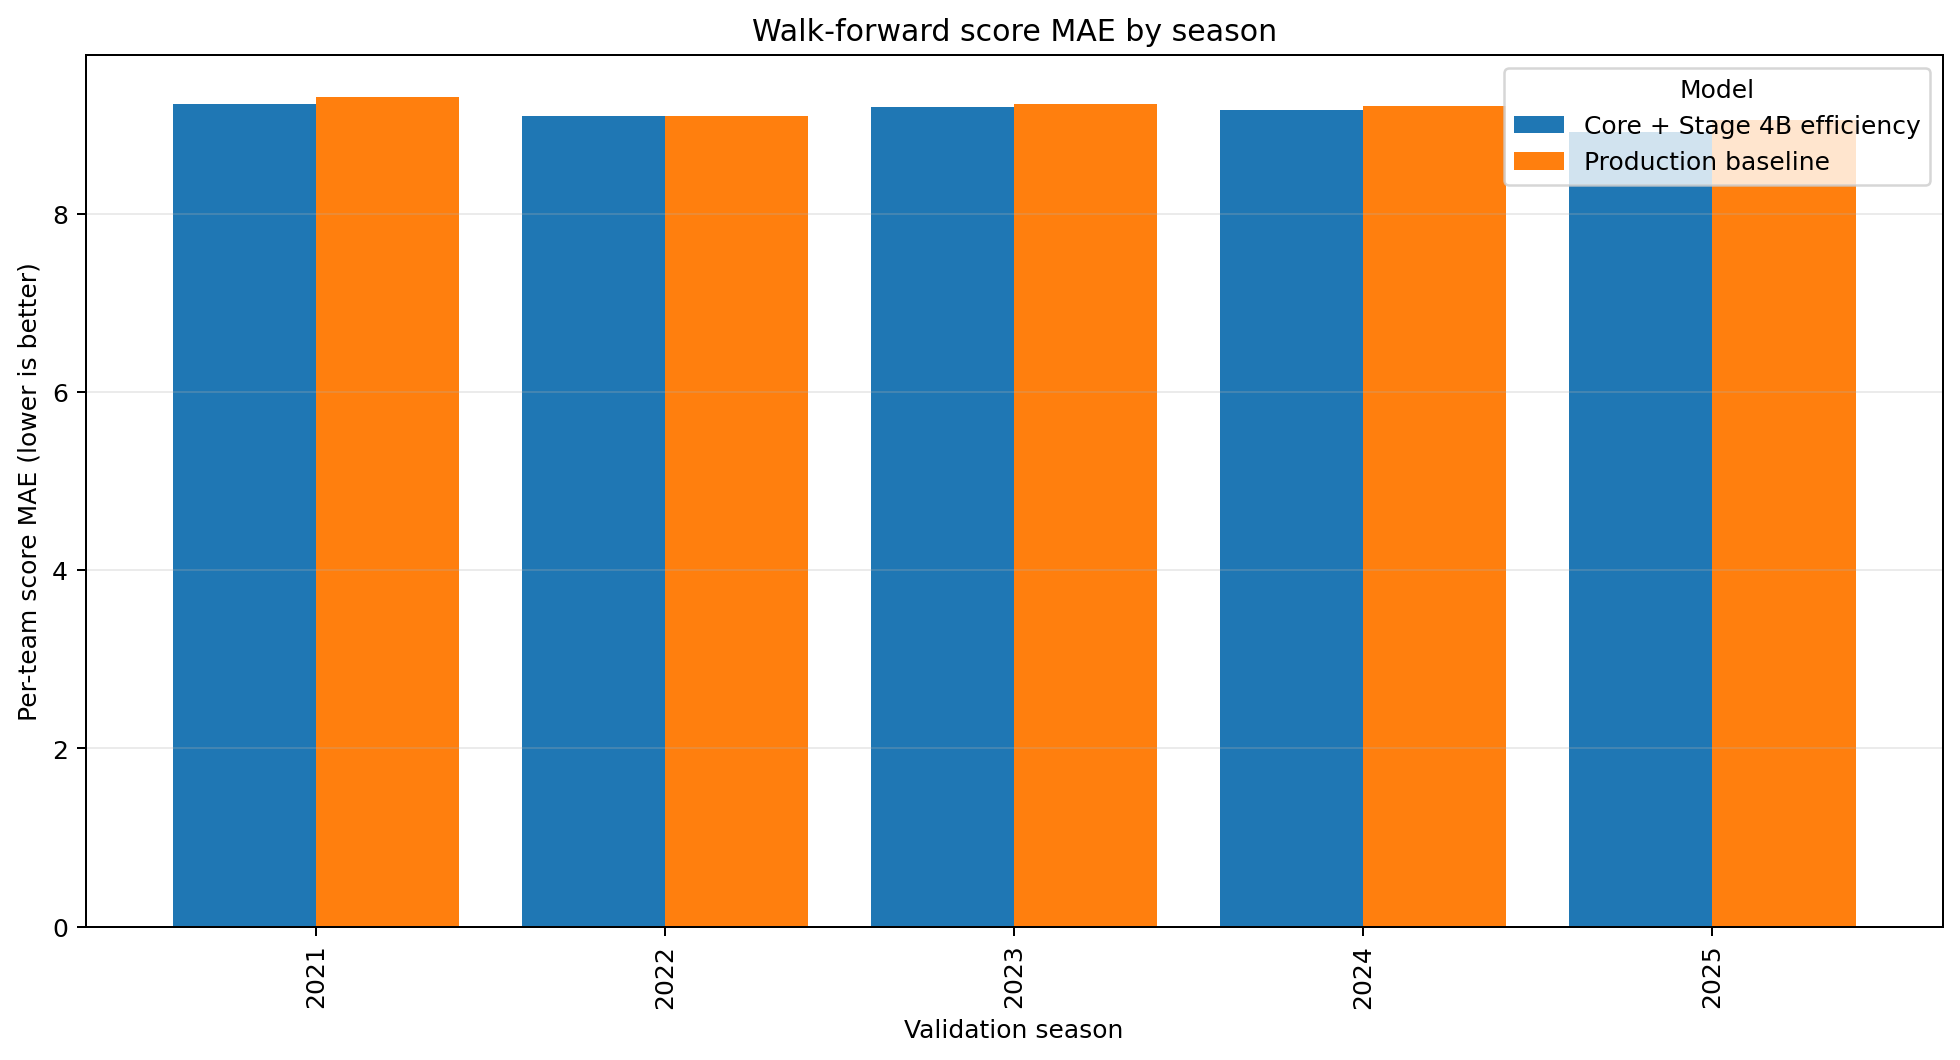 Walk-forward score MAE by season
Model
Core + Stage 4B efficiency
Production baseline
Per-team score MAE (lower is better)
8
6
4
2
0
2021
2022
2023
2024
2025
Validation season